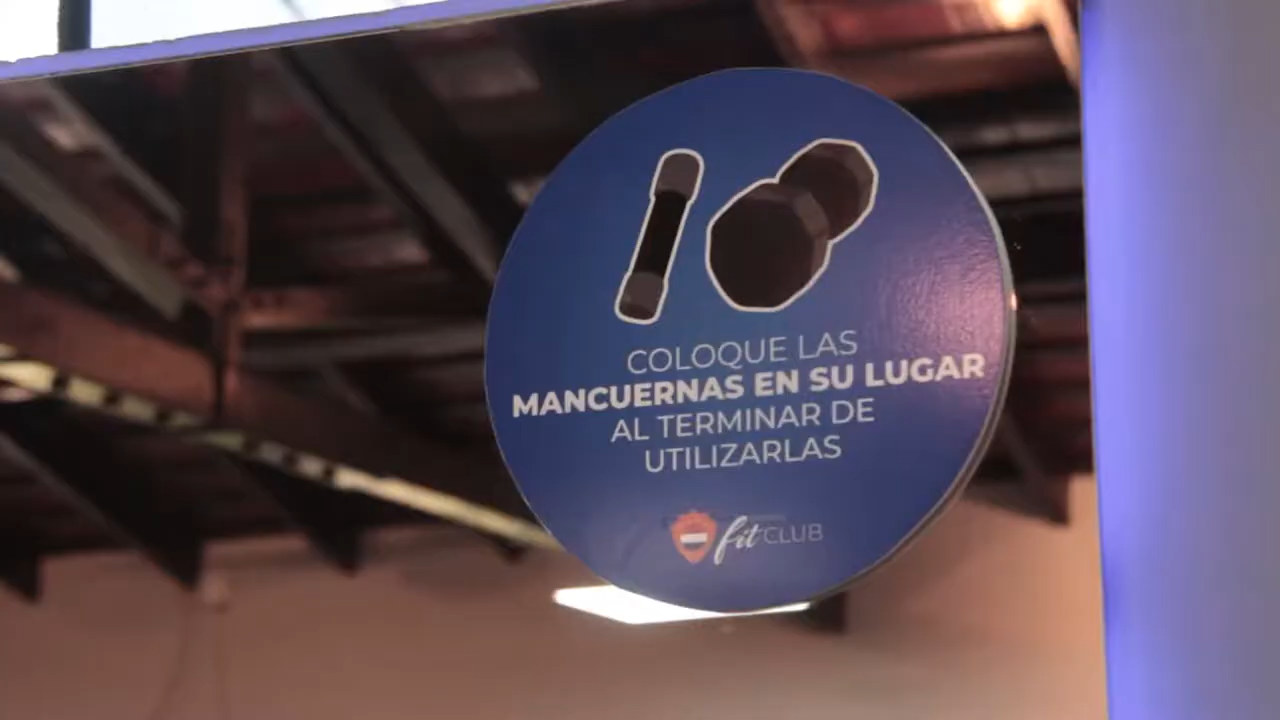 COLOQUE LAS
MANCUERNAS EN SU LUGAR
AL TERMINAR DE
UTILIZARLAS
fit CLUB